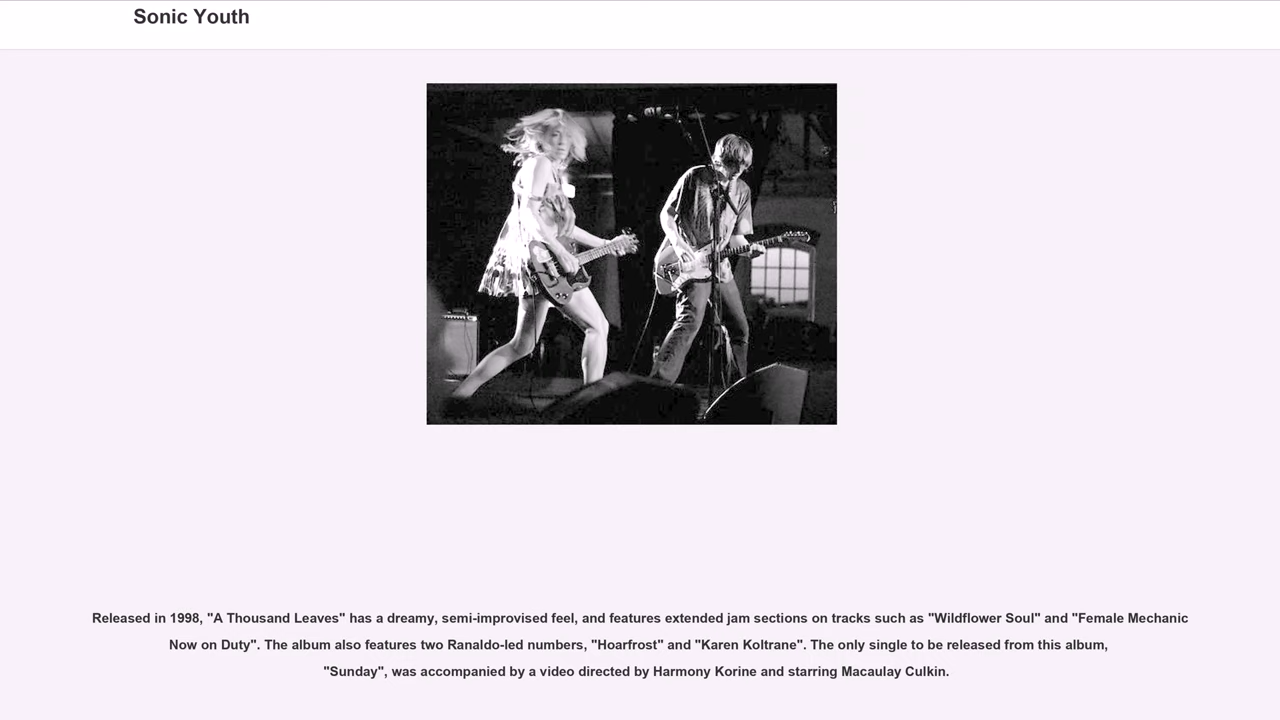 Sonic Youth
Released in 1998, "A Thousand Leaves" has a dreamy, semi-improvised feel, and features extended jam sections on tracks such as "Wildflower Soul" and "Female Mechanic
Now on Duty". The album also features two Ranaldo-led numbers, "Hoarfrost" and "Karen Koltrane". The only single to be released from this album,
"Sunday", was accompanied by a video directed by Harmony Korine and starring Macaulay Culkin.